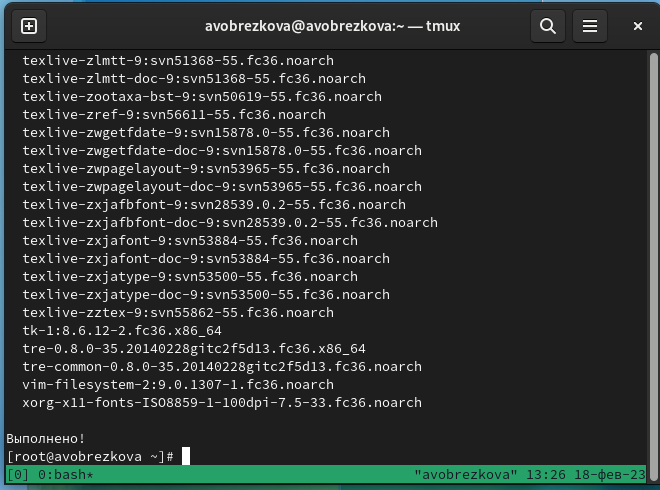 avobrezkova@avobrezkova:~ — tmux
texlive-zlmtt-9:svn51368-55.fc36.noarch
texlive-zlmtt-doc-9:svn51368-55.fc36.noarch
texlive-zootaxa-bst-9:svn50619-55.fc36.noarch
texlive-zref-9:svn56611-55.fc36.noarch
texlive-zwgetfdate-9:svn15878.0-55.fc36.noarch
texlive-zwgetfdate-doc-9:svn15878.0-55.fc36.noarch
texlive-zwpagelayout-9:svn53965-55.fc36.noarch
texlive-zwpagelayout-doc-9:svn53965-55.fc36.noarch
texlive-zxjafbfont-9:svn28539.0.2-55.fc36.noarch
texlive-zxjafbfont-doc-9:svn28539.0.2-55.fc36.noarch
texlive-zxjafont-9:svn53884-55.fc36.noarch
texlive-zxjafont-doc-9:svn53884-55.fc36.noarch
texlive-zxjatype-9:svn53500-55.fc36.noarch
texlive-zxjatype-doc-9:svn53500-55.fc36.noarch
texlive-zztex-9:svn55862-55.fc36.noarch
tk-1:8.6.12-2.fc36.x86_64
tre-0.8.0-35.20140228gitc2f5d13.fc36.x86_64
tre-common-0.8.0-35.20140228gitc2f5d13.fc36.noarch
vim-filesystem-2:9.0.1307-1.fc36.noarch
xorg-x11-fonts-ISO8859-1-100dpi-7.5-33.fc36.noarch
Выполнено!
[root@avobrezkova ~]#
[0] 0:bash* "avobrezkova" 13:26 18-фев-23